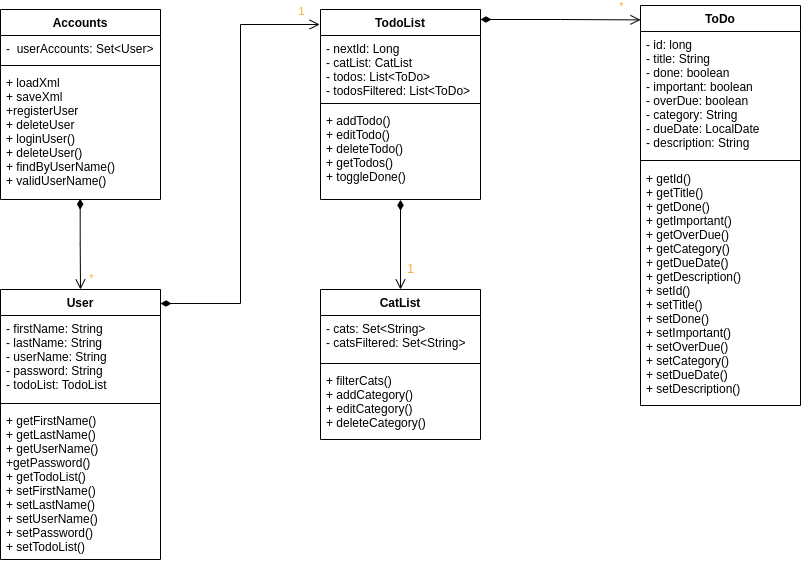 Accounts
-  userAccounts: Set<User>
+ loadXml
+ saveXml
+registerUser
+ deleteUser
+ loginUser()
+ deleteUser()
+ findByUserName()
+ validUserName()
*
User
- firstName: String
- lastName: String
- userName: String
- password: String
- todoList: TodoList
+ getFirstName()
+ getLastName()
+ getUserName()
+getPassword()
+ getTodoList()
+ setFirstName()
+ setLastName()
+ setUserName()
+ setPassword()
+ setTodoList()
1
TodoList
- nextId: Long
- catList: CatList
- todos: List<ToDo>
- todosFiltered: List<ToDo>
+ addTodo()
+ editTodo()
+ deleteTodo()
+ getTodos()
+ toggleDone()
1
CatList
- cats: Set<String>
- catsFiltered: Set<String>
+ filterCats()
+ addCategory()
+ editCategory()
+ deleteCategory()
*
ToDo
- id: long
- title: String
- done: boolean
- important: boolean
- overDue: boolean
- category: String
- dueDate: LocalDate
- description: String
+ getId()
+ getTitle()
+ getDone()
+ getImportant()
+ getOverDue()
+ getCategory()
+ getDueDate()
+ getDescription()
+ setId()
+ setTitle()
+ setDone()
+ setImportant()
+ setOverDue()
+ setCategory()
+ setDueDate()
+ setDescription()